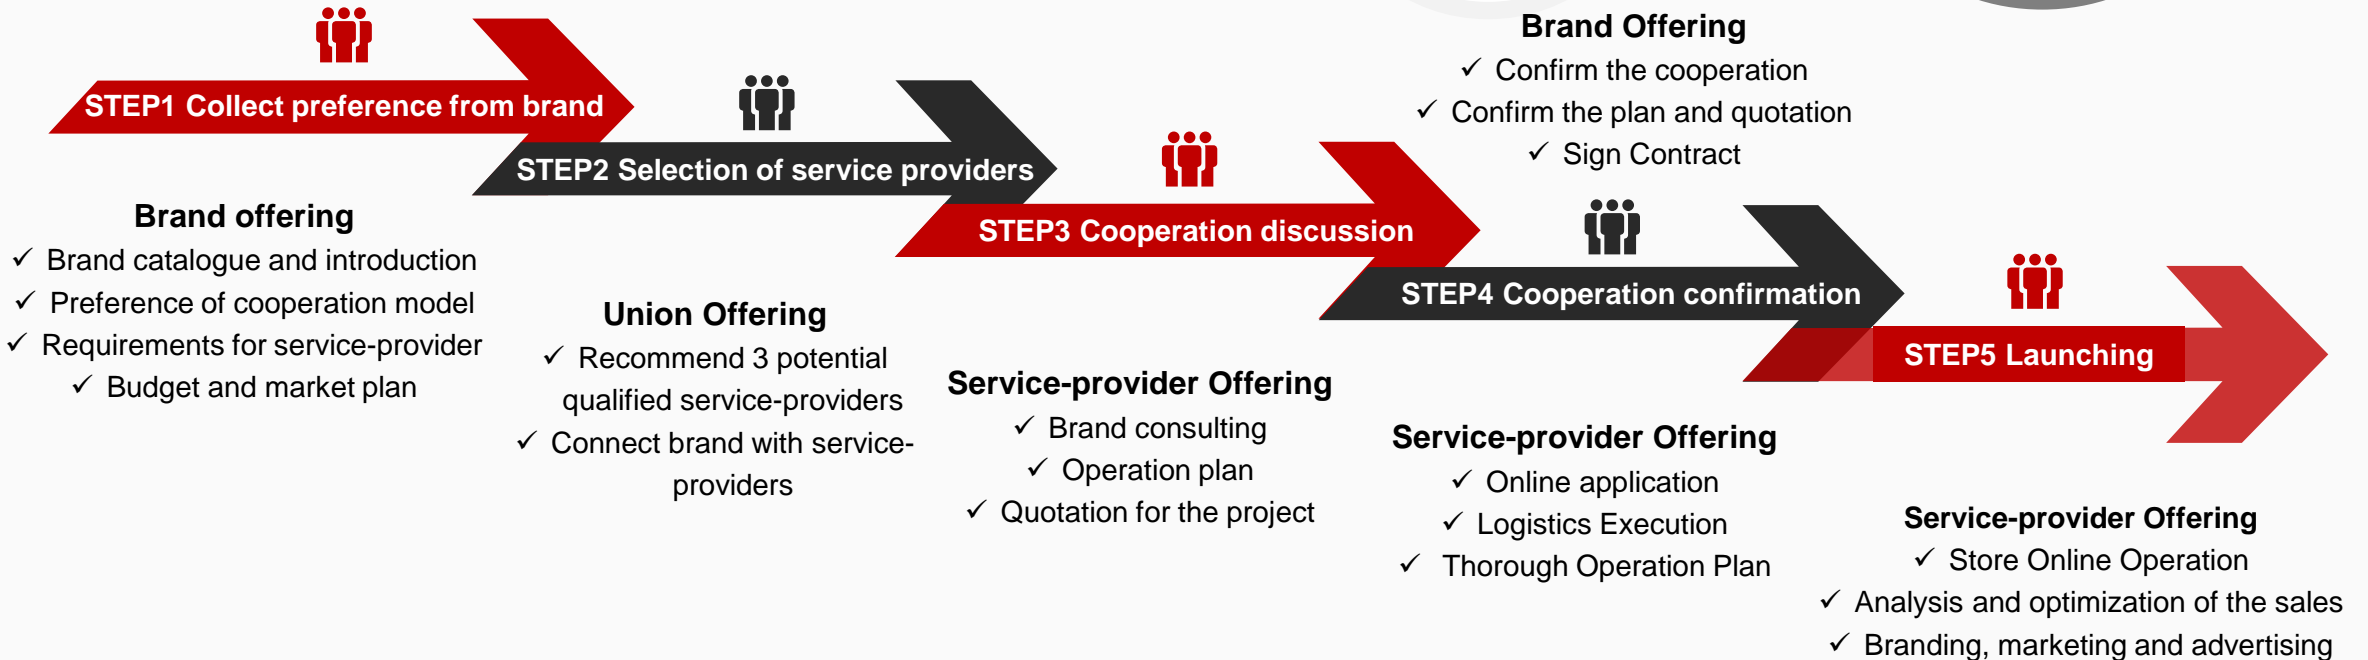 STEP1 Collect preference from brand
Brand offering
✓ Brand catalogue and introduction
✓ Preference of cooperation model
✓ Requirements for service-provider
✓ Budget and market plan
STEP2 Selection of service providers
Union Offering
✓ Recommend 3 potential
qualified service-providers
✓ Connect brand with service-
providers
STEP3 Cooperation discussion
Service-provider Offering
✓ Brand consulting
✓ Operation plan
✓ Quotation for the project
Brand Offering
✓ Confirm the cooperation
✓ Confirm the plan and quotation
✓ Sign Contract
STEP4 Cooperation confirmation
Service-provider Offering
✓ Online application
✓ Logistics Execution
✓ Thorough Operation Plan
STEP5 Launching
Service-provider Offering
✓ Store Online Operation
✓ Analysis and optimization of the sales
✓ Branding, marketing and advertising